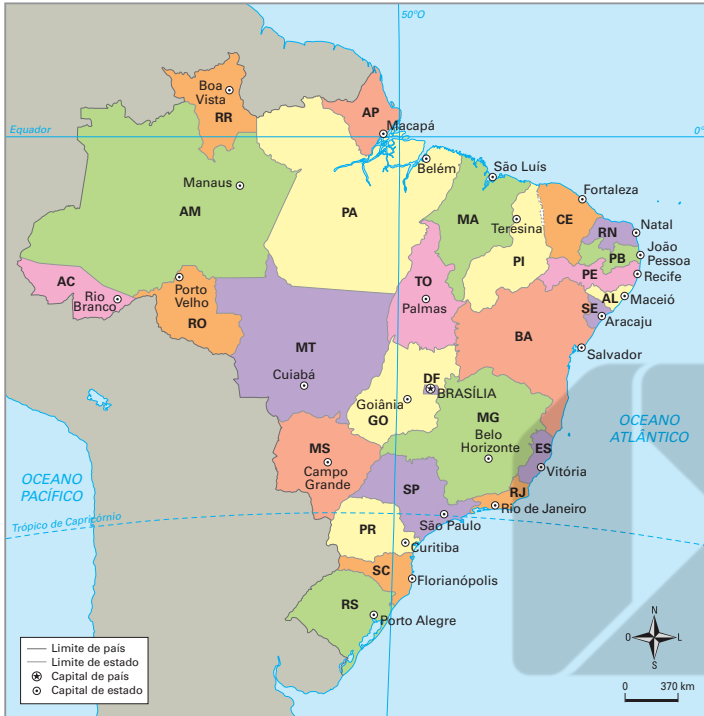 50°O
Boa
Vista
RR
AP
Macapá
Equador
0°
Belém
São Luís
Fortaleza
Manaus
AM
PA
MA
Teresina
CE
RN
Natal
João
Pessoa
PB
PI
PE
Recife
AC
Rio
Branco
Porto
Velho
RO
TO
Palmas
AL
Maceió
SE
Aracaju
BA
Salvador
MT
Cuiabá
DF
BRASÍLIA
Goiânia
GO
MG
Belo
Horizonte
ES
Vitória
OCEANO
ATLÂNTICO
MS
Campo
Grande
OCEANO
PACÍFICO
SP
RJ
Rio de Janeiro
São Paulo
Trópico de Capricórnio
PR
Curitiba
SC
Florianópolis
RS
Porto Alegre
N
O
L
S
Limite de país
Limite de estado
Capital de país
Capital de estado
0 370 km